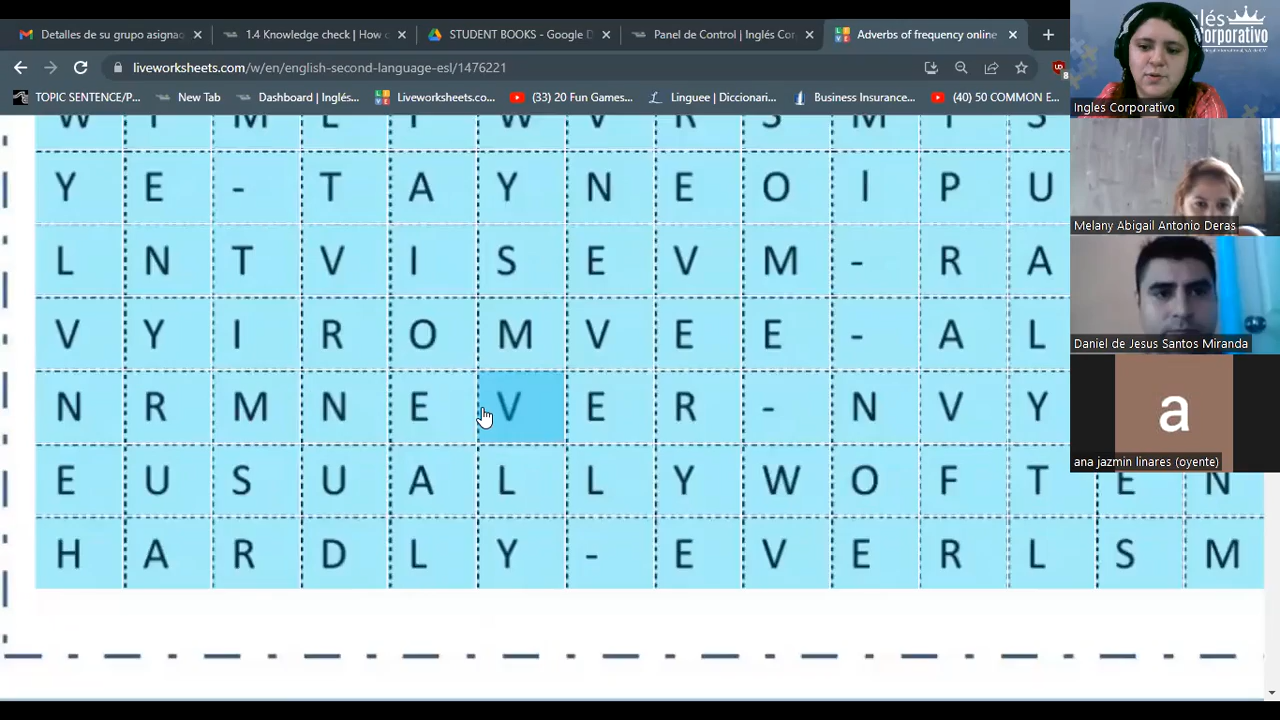 Detalles de su grupo asigna
1.4 Knowledge check | How c
STUDENT BOOKS - Google D
Panel de Control | Inglés Cor
Adverbs of frequency online
liveworksheets.com/w/en/english-second-language-esl/1476221
TOPIC SENTENCE/P...
New Tab
Dashboard | Inglés...
Liveworksheets.co...
(33) 20 Fun Games...
Linguee | Diccionari...
Business Insurance...
(40) 50 COMMON E...
lés
Corporativo
Ingles Corporativo
Melany Abigail Antonio Deras
Daniel de Jesus Santos Miranda
a
ana jazmin linares (oyente)
Y E - T A Y N E O I P U
L N T V I S E V M - R A
V Y I R O M V E E - A L
N R M N E V E R - N V Y
E U S U A L L Y W O F T E N
H A R D L Y - E V E R L S M